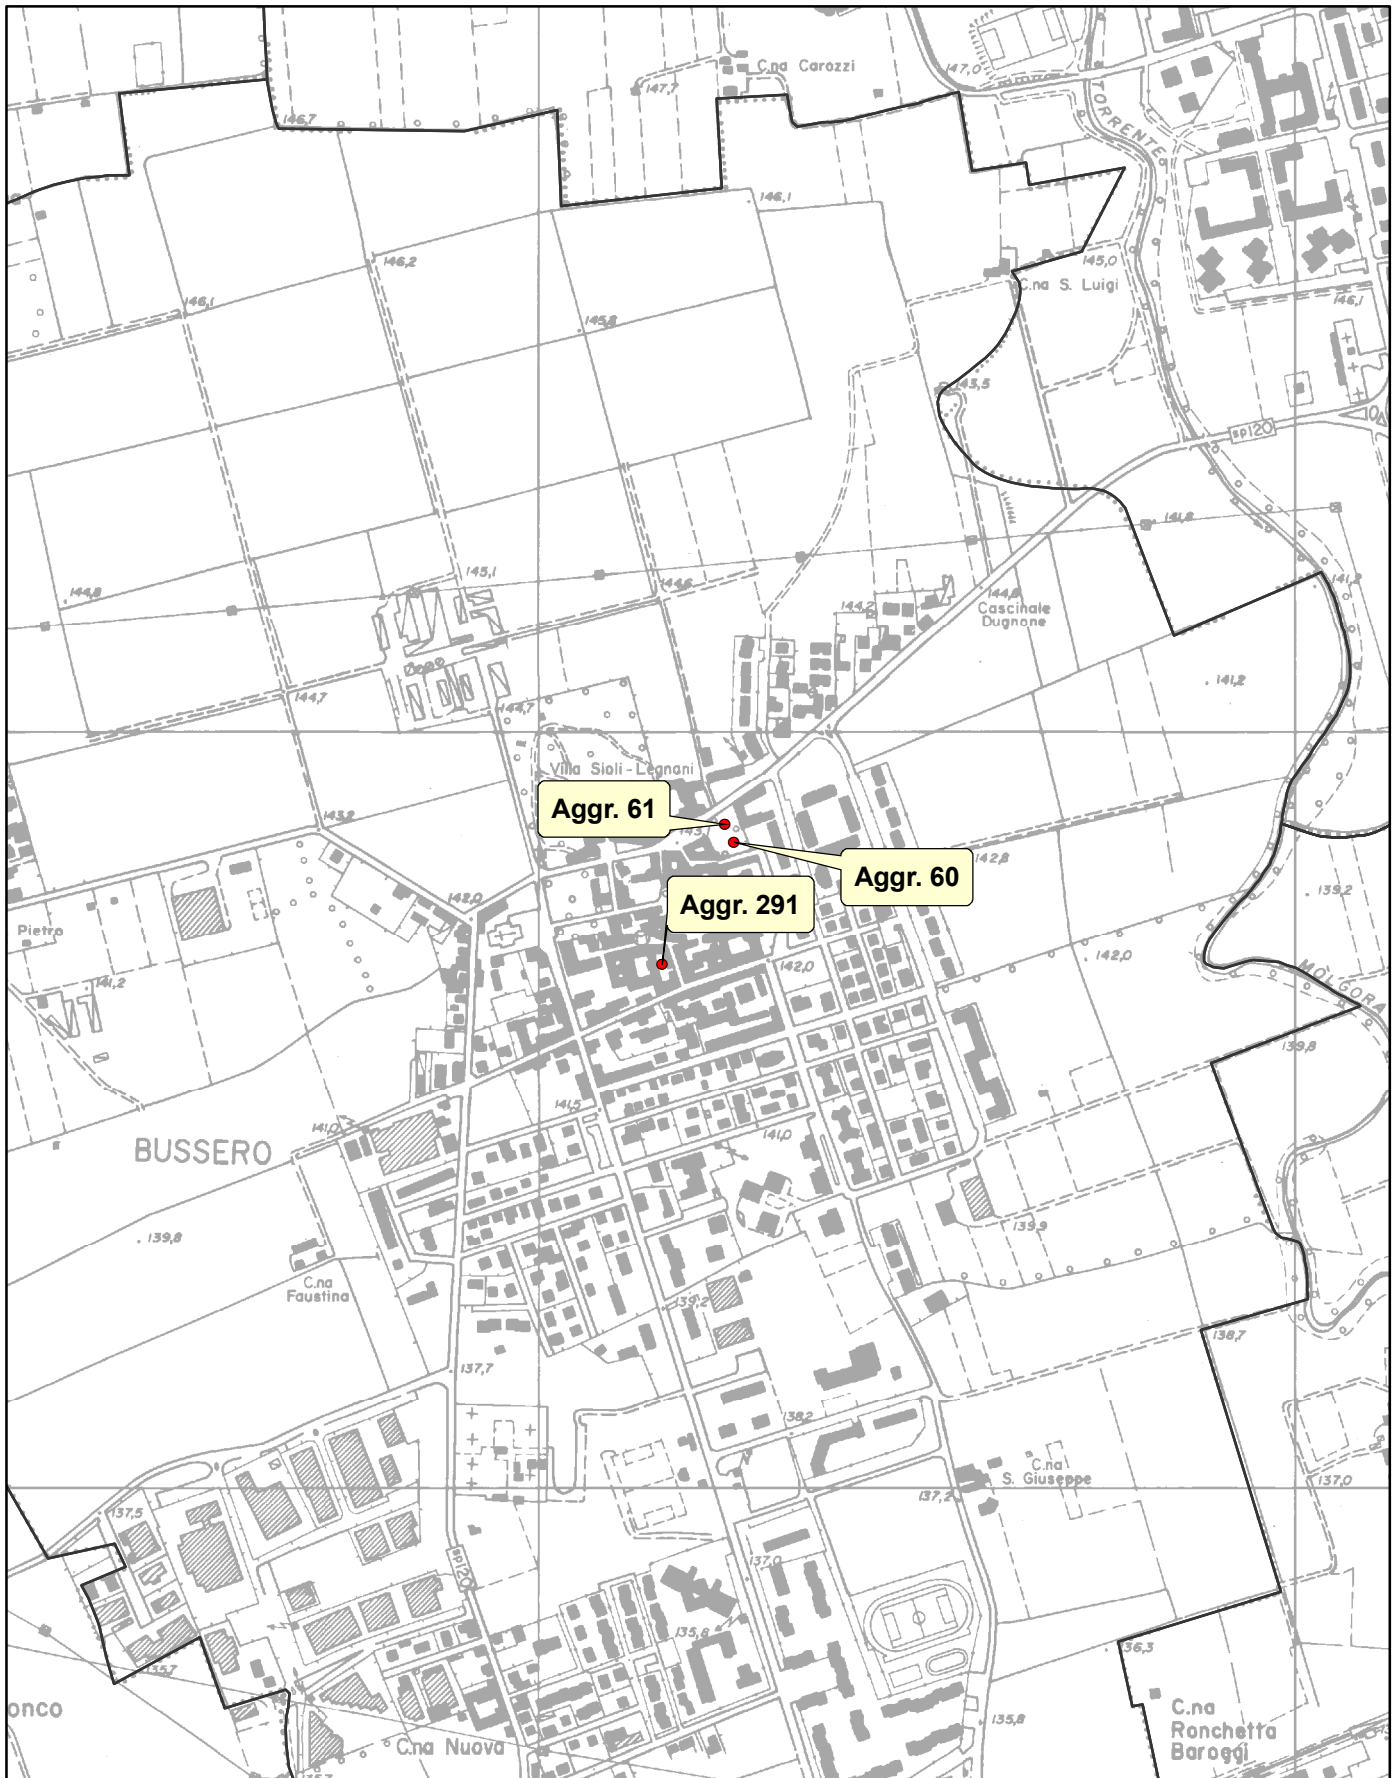 C.na Carozzi
147,0
147,7
146,7
TORRENTE
146,1
146,2
145,0
C.na S. Luigi
146,1
146,1
145,8
143,5
sp120
141,8
145,1
144,6
144,8
144,2
144,8
Cascinale
Dugnone
141,2
141,2
144,7
144,7
Villa Sioli-Legnani
Aggr. 61
143,2
142,8
Aggr. 60
139,2
142,0
Aggr. 291
Pietro
142,0
142,0
MOLGORA
141,2
139,8
141,5
141,0
141,0
BUSSERO
139,9
139,8
C.na
Faustina
139,2
138,7
137,7
138,2
C.na
S. Giuseppe
137,0
137,2
137,5
137,0
sp120
135,8
136,3
135,7
onco
C.na
Ronchetta
Baroggi
135,8
C.na Nuova